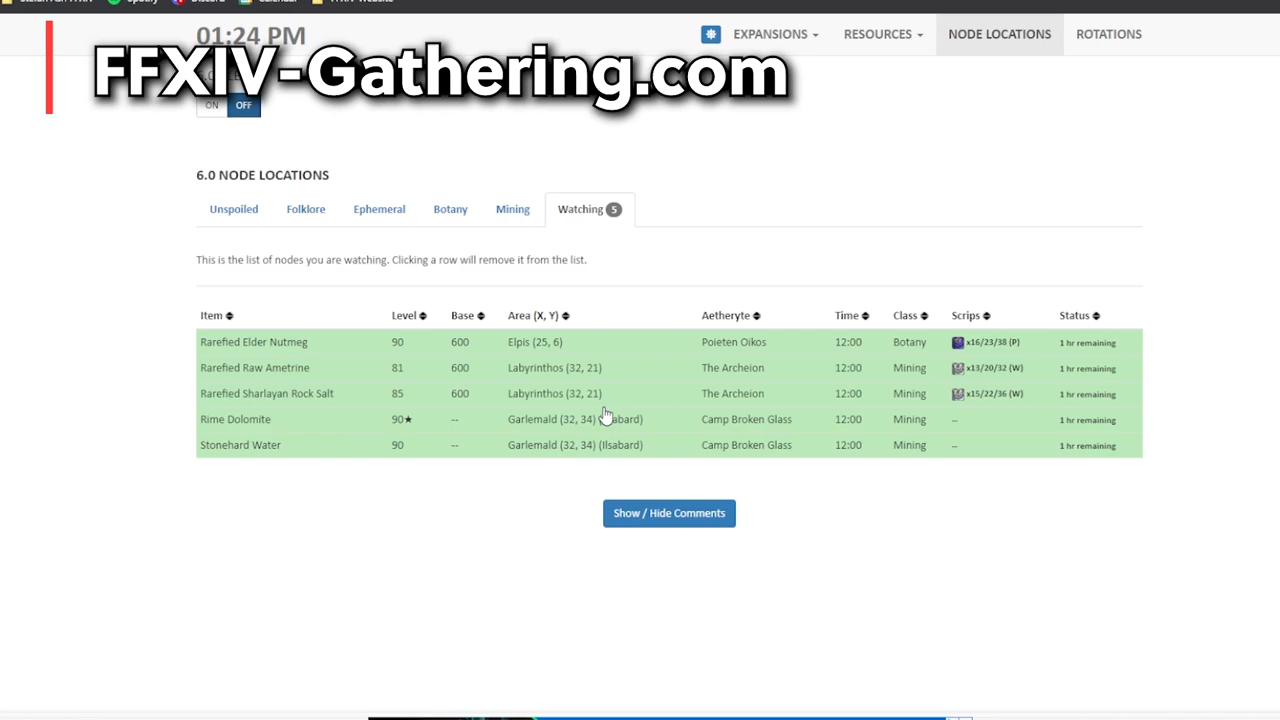 Spotify Discord Calendar
01:24 PM
EXPANSIONS RESOURCES NODE LOCATIONS ROTATIONS
FFXIV-Gathering.com
ON OFF
6.0 NODE LOCATIONS
Unspoiled Folklore Ephemeral Botany Mining Watching 5
This is the list of nodes you are watching. Clicking a row will remove it from the list.
Item Level Base Area (X, Y) Aetheryte Time Class Scrips Status
Rarefied Elder Nutmeg 90 600 Elpis (25, 6) Poieten Oikos 12:00 Botany x16/23/38 (P) 1 hr remaining
Rarefied Raw Ametrine 81 600 Labyrinthos (32, 21) The Archeion 12:00 Mining x13/20/32 (W) 1 hr remaining
Rarefied Sharlayan Rock Salt 85 600 Labyrinthos (32, 21) The Archeion 12:00 Mining x15/22/36 (W) 1 hr remaining
Rime Dolomite 90★ -- Garlemald (32, 34) Camp Broken Glass 12:00 Mining -- 1 hr remaining
Stonehard Water 90 -- Garlemald (32, 34) (Ilsabard) Camp Broken Glass 12:00 Mining -- 1 hr remaining
Show / Hide Comments